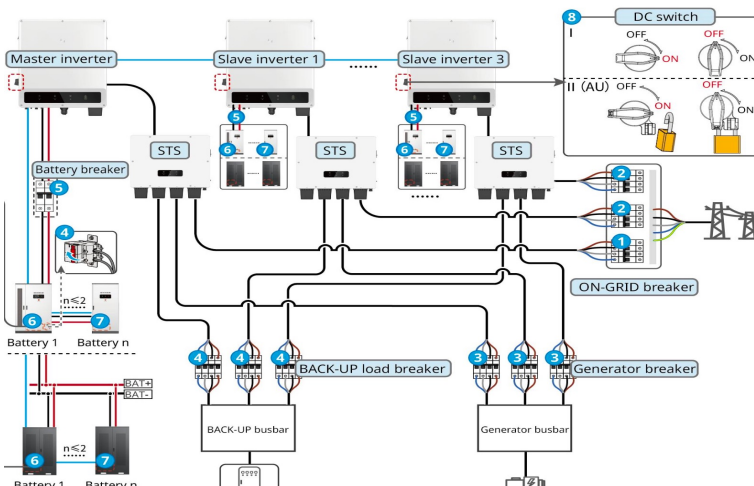 8 DC switch
Master inverter
Slave inverter 1
Slave inverter 3
I
OFF
ON
OFF
ON
II (AU)
OFF
ON
OFF
ON
......
5
5
6
7
6
7
......
......
STS
STS
STS
Battery breaker
5
4
2
2
1
ON-GRID breaker
n≤2
6
7
Battery 1
Battery n
4
4
4
BACK-UP load breaker
3
3
3
Generator breaker
BAT+
BAT-
BACK-UP busbar
Generator busbar
n≤2
6
7
Battery 1
Battery n